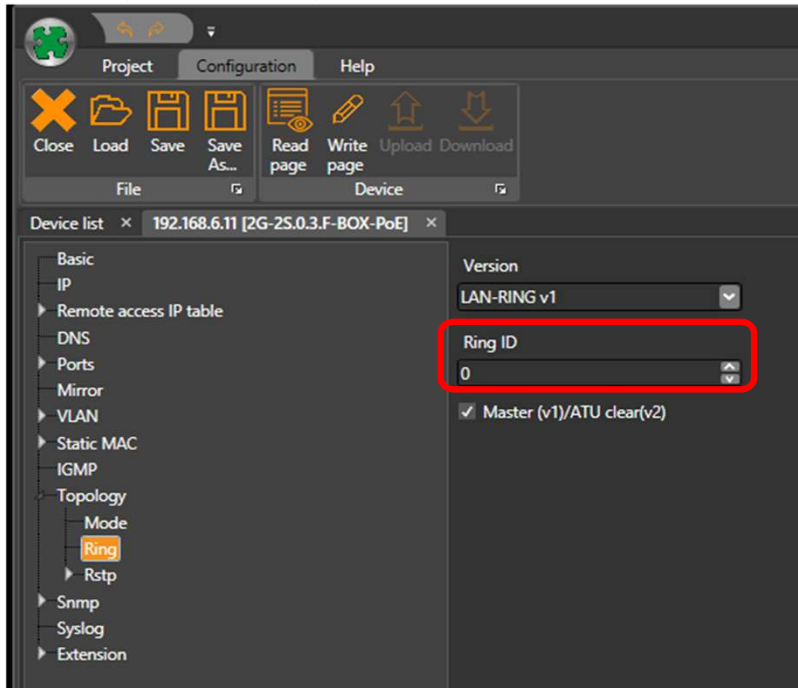 Project Configuration Help
Close Load Save Save As... Read page Write page Upload Download
File Device
Device list × 192.168.6.11 [2G-2S.0.3.F-BOX-PoE] ×
Basic
IP
Remote access IP table
DNS
Ports
Mirror
VLAN
Static MAC
IGMP
Topology
Mode
Ring
Rstp
Snmp
Syslog
Extension
Version
LAN-RING v1
Ring ID
0
Master (v1)/ATU clear(v2)